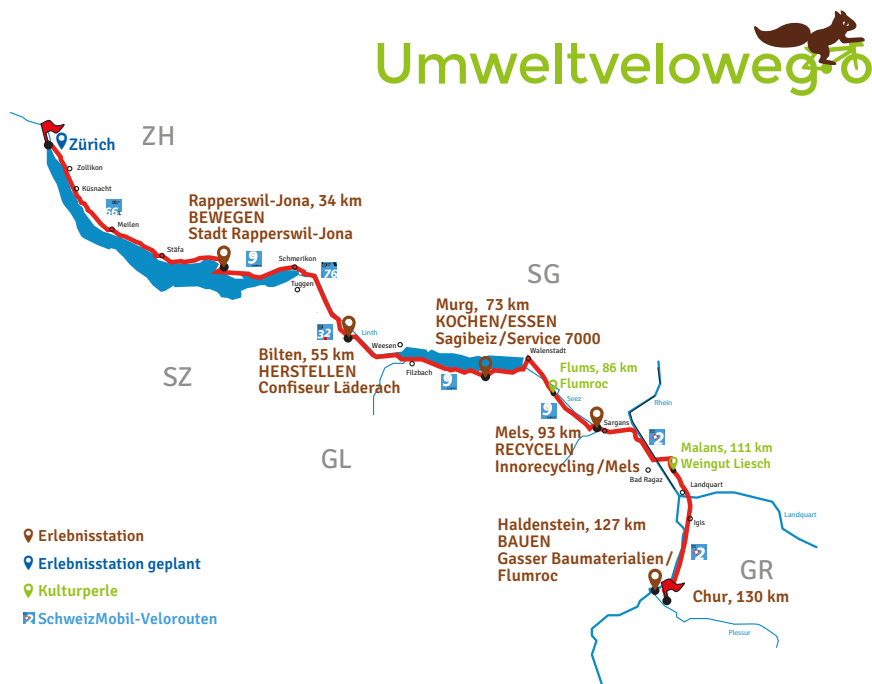 Umweltveloweg
ZH
Zürich
Zollikon
Küsnacht
66
Meilen
Stäfa
Rapperswil-Jona, 34 km
BEWEGEN
Stadt Rapperswil-Jona
9
Schmerikon
76
Tuggen
SG
SZ
32
Linth
Bilten, 55 km
HERSTELLEN
Confiseur Läderach
Weesen
Filzbach
9
Murg, 73 km
KOCHEN/ESSEN
Sagibeiz/Service 7000
Walenstadt
Flums, 86 km
Flumroc
Seez
9
Rhein
GL
Mels, 93 km
RECYCELN
Innorecycling/Mels
Sargans
2
Malans, 111 km
Weingut Liesch
Bad Ragaz
Landquart
Landquart
Igis
Haldenstein, 127 km
BAUEN
Gasser Baumaterialien/
Flumroc
2
GR
Chur, 130 km
Plessur
Erlebnisstation
Erlebnisstation geplant
Kulturperle
SchweizMobil-Velorouten